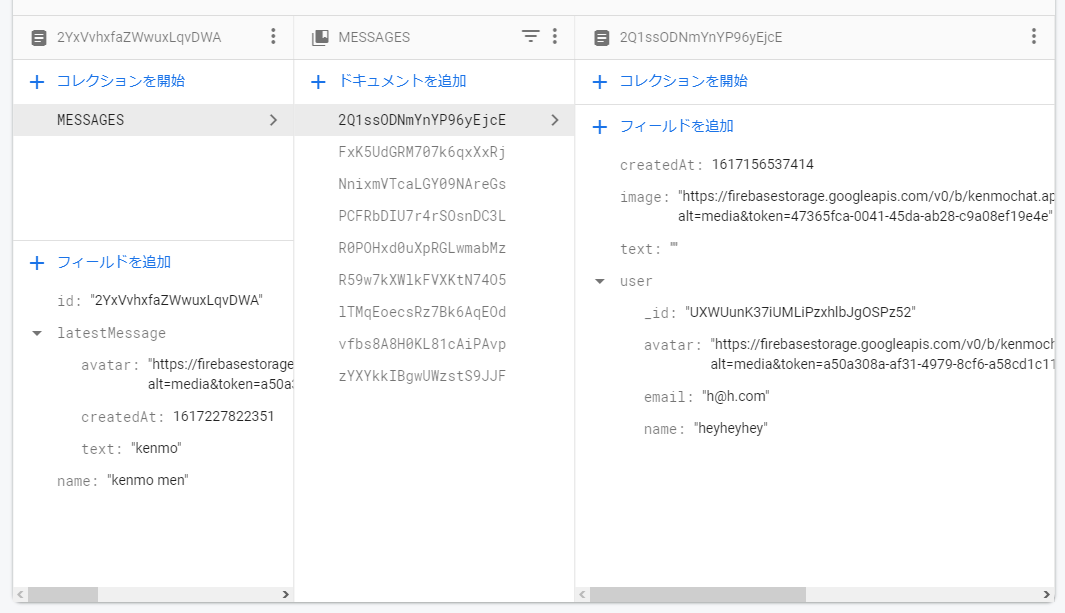 2YxVvhxfaZWwuxLqvDWA
コレクションを開始
MESSAGES
フィールドを追加
id: "2YxVvhxfaZWwuxLqvDWA"
latestMessage
avatar: "https://firebasestorage
alt=media&token=a50a3
createdAt: 1617227822351
text: "kenmo"
name: "kenmo men"
MESSAGES
ドキュメントを追加
2Q1ssODNmYnYP96yEjcE
FxK5UdGRM707k6qxXxRj
NnixmVTcaLGY09NAreGs
PCFRbDIU7r4rSOsnDC3L
R0POHxd0uXpRGLwmabMz
R59w7kXWlkFVXKtN74O5
lTMqEoecsRz7Bk6AqEOd
vfbs8A8H0KL81cAiPAvp
zYXYkkIBgwUWzstS9JJF
2Q1ssODNmYnYP96yEjcE
コレクションを開始
フィールドを追加
createdAt: 1617156537414
image: "https://firebasestorage.googleapis.com/v0/b/kenmochat.ap
alt=media&token=47365fca-0041-45da-ab28-c9a08ef19e4e"
text: ""
user
_id: "UXWUunK37iUMLiPzxhlbJgOSPz52"
avatar: "https://firebasestorage.googleapis.com/v0/b/kenmoch
alt=media&token=a50a308a-af31-4979-8cf6-a58cd1c11
email: "h@h.com"
name: "heyheyhey"